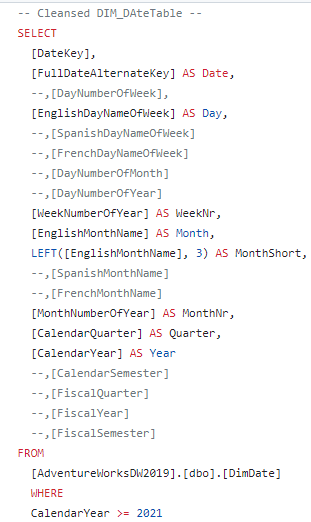 -- Cleansed DIM_DAteTable --
SELECT
[DateKey],
[FullDateAlternateKey] AS Date,
--,[DayNumberOfWeek],
[EnglishDayNameOfWeek] AS Day,
--,[SpanishDayNameOfWeek]
--,[FrenchDayNameOfWeek]
--,[DayNumberOfMonth]
--,[DayNumberOfYear]
[WeekNumberOfYear] AS WeekNr,
[EnglishMonthName] AS Month,
LEFT([EnglishMonthName], 3) AS MonthShort,
--,[SpanishMonthName]
--,[FrenchMonthName]
[MonthNumberOfYear] AS MonthNr,
[CalendarQuarter] AS Quarter,
[CalendarYear] AS Year
--,[CalendarSemester]
--,[FiscalQuarter]
--,[FiscalYear]
--,[FiscalSemester]
FROM
[AdventureWorksDW2019].[dbo].[DimDate]
WHERE
CalendarYear >= 2021